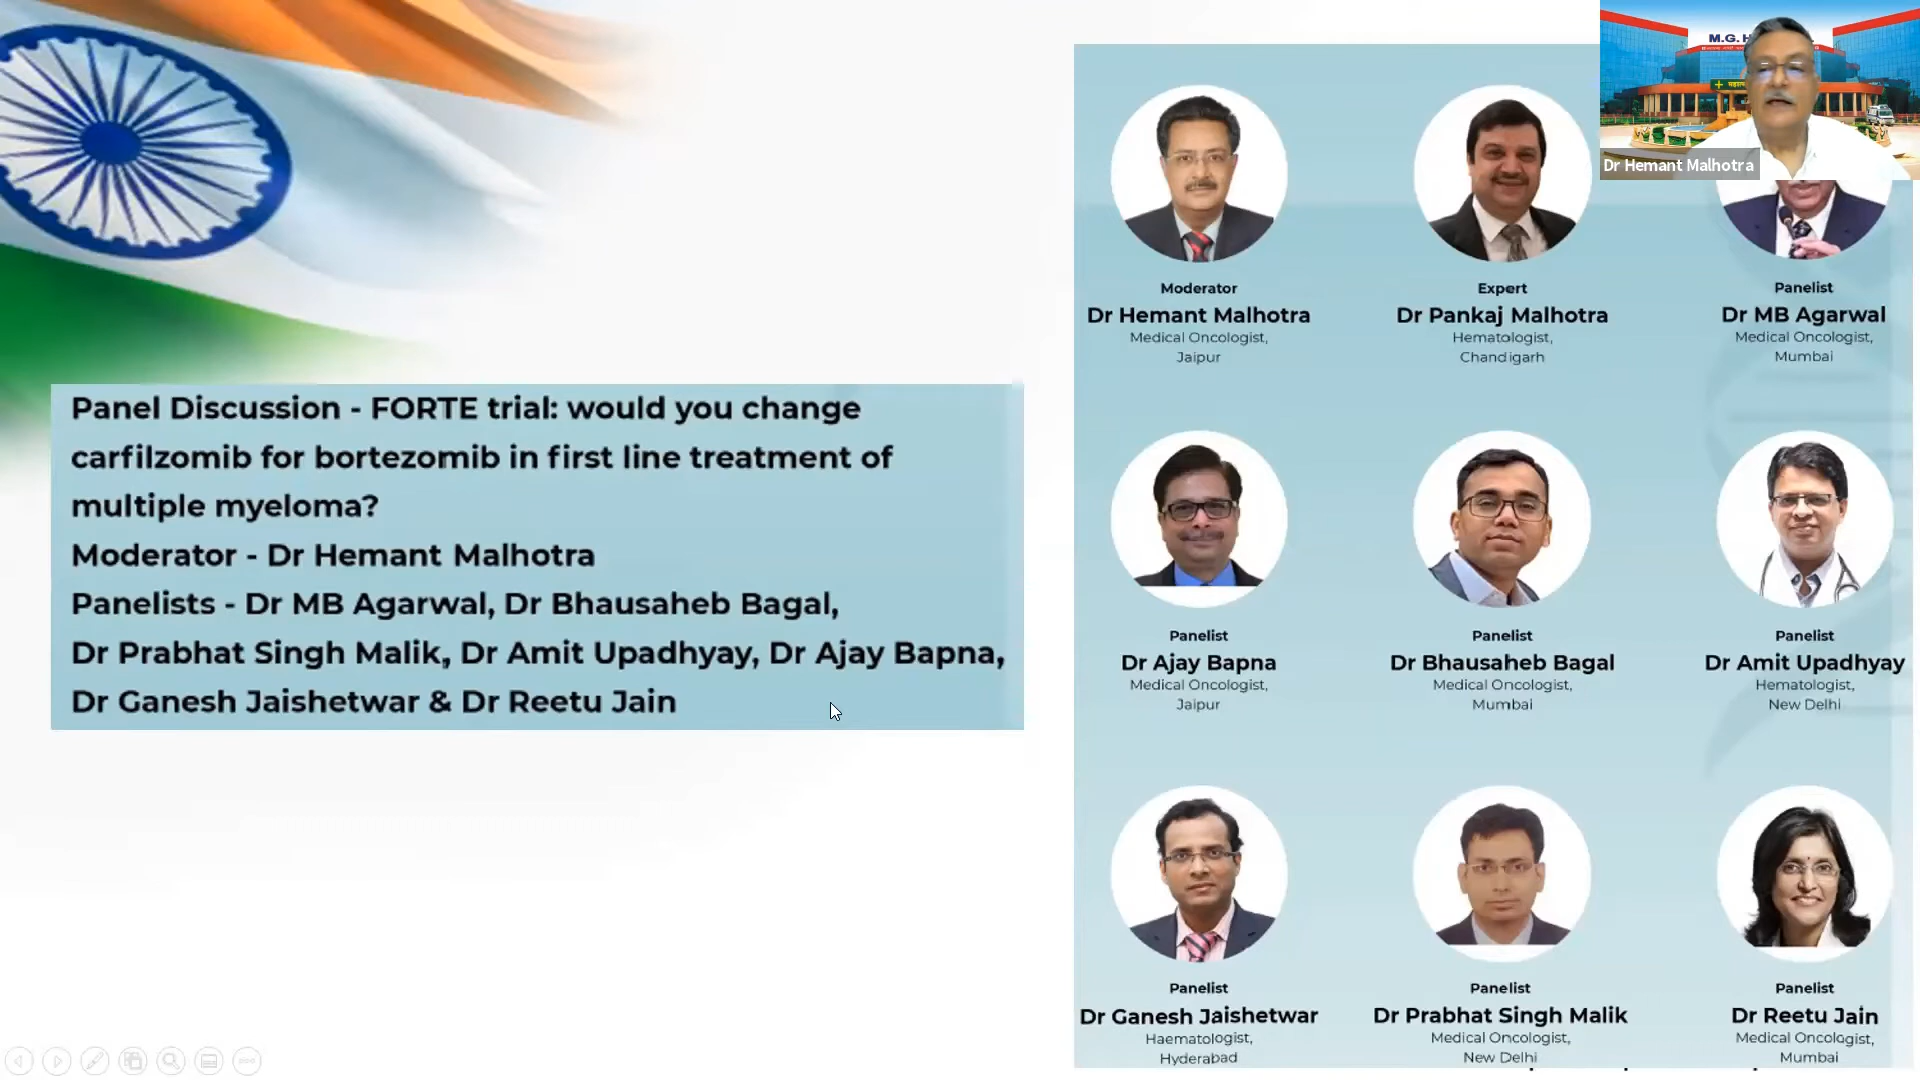 M.G. H
Dr Hemant Malhotra
Panel Discussion - FORTE trial: would you change
carfilzomib for bortezomib in first line treatment of
multiple myeloma?
Moderator - Dr Hemant Malhotra
Panelists - Dr MB Agarwal, Dr Bhausaheb Bagal,
Dr Prabhat Singh Malik, Dr Amit Upadhyay, Dr Ajay Bapna,
Dr Ganesh Jaishetwar & Dr Reetu Jain
Moderator
Dr Hemant Malhotra
Medical Oncologist,
Jaipur
Expert
Dr Pankaj Malhotra
Hematologist,
Chandigarh
Panelist
Dr MB Agarwal
Medical Oncologist,
Mumbai
Panelist
Dr Ajay Bapna
Medical Oncologist,
Jaipur
Panelist
Dr Bhausaheb Bagal
Medical Oncologist,
Mumbai
Panelist
Dr Amit Upadhyay
Hematologist,
New Delhi
Panelist
Dr Ganesh Jaishetwar
Haematologist,
Hyderabad
Panelist
Dr Prabhat Singh Malik
Medical Oncologist,
New Delhi
Panelist
Dr Reetu Jain
Medical Oncologist,
Mumbai